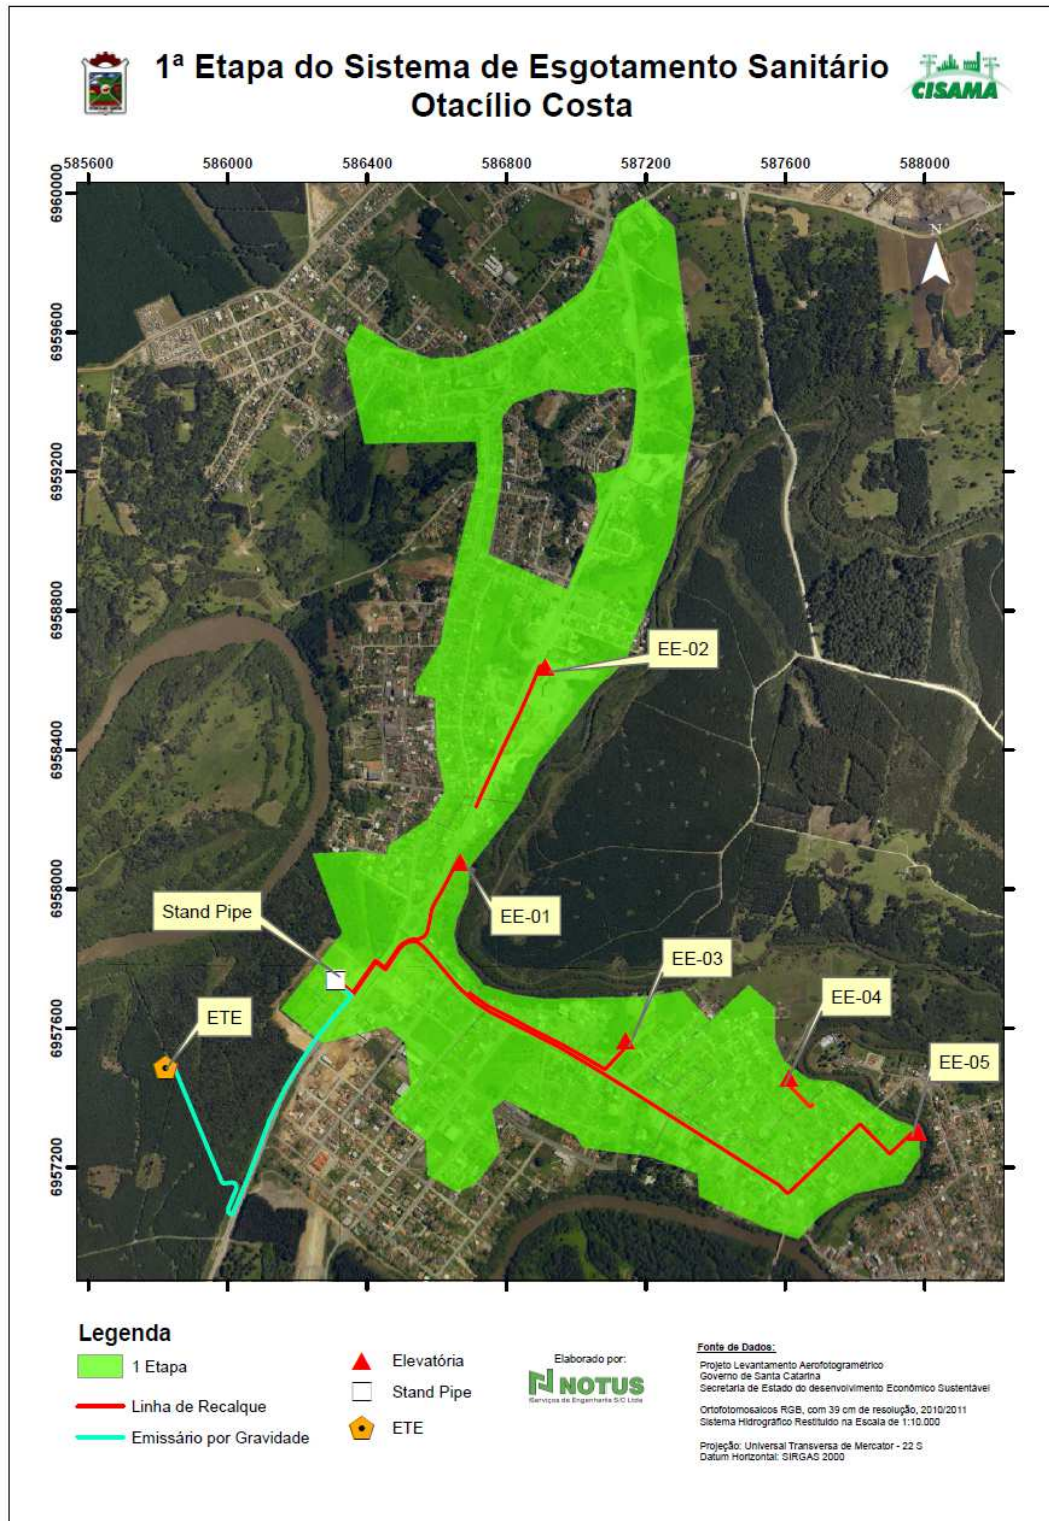 1ª Etapa do Sistema de Esgotamento Sanitário
Otacílio Costa
CISAMA
585600 586000 586400 586800 587200 587600 588000
6960000
6959600
6959200
6958800
6958400
6958000
6957600
6957200
N
EE-02
EE-01
Stand Pipe
EE-03
EE-04
ETE
EE-05
Legenda
1 Etapa
Linha de Recalque
Emissário por Gravidade
Elevatória
Stand Pipe
ETE
Elaborado por:
NOTUS
Serviços de Engenharia S/C Ltda
Fonte de Dados:
Projeto Levantamento Aerofotogramétrico
Governo de Santa Catarina
Secretaria de Estado do desenvolvimento Econômico Sustentável
Ortofotomosaicos RGB, com 39 cm de resolução, 2010/2011
Sistema Hidrográfico Restituído na Escala de 1:10.000
Projeção: Universal Transversa de Mercator - 22 S
Datum Horizontal: SIRGAS 2000